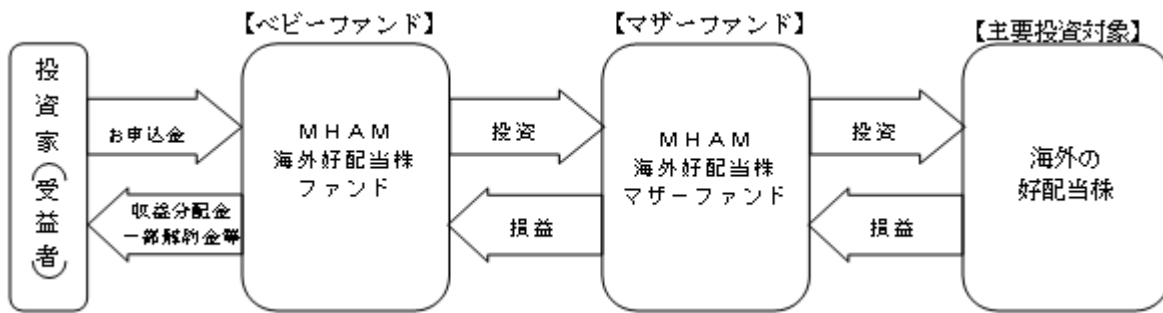 【ベビーファンド】
【マザーファンド】
【主要投資対象】
投資家(受益者)
お申込金
収益分配金
一部解約金等
MHAM
海外好配当株
ファンド
投資
損益
MHAM
海外好配当株
マザーファンド
投資
損益
海外の
好配当株